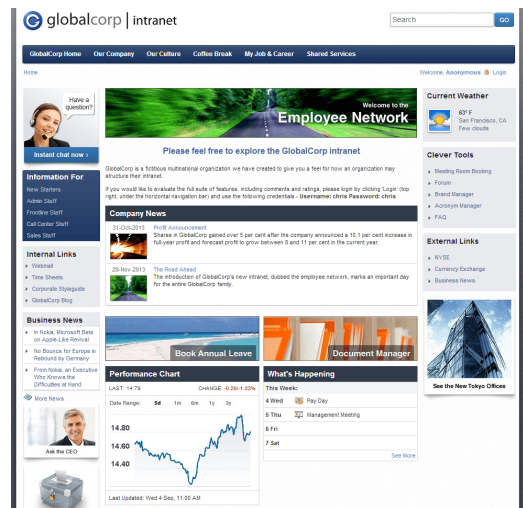 globalcorp | intranet
Search
GO
GlobalCorp Home Our Company Our Culture Coffee Break My Job & Career Shared Services
Home
Welcome, Anonymous Login
Have a
question?
Instant chat now ›
Information For
New Starters
Admin Staff
Frontline Staff
Call Center Staff
Sales Staff
Internal Links
Webmail
Time Sheets
Corporate Styleguide
GlobalCorp Blog
Business News
In Nokia, Microsoft Bets
on Apple-Like Revival
No Bounce for Europe in
Rebound by Germany
From Nokia, an Executive
Who Knows the
Difficulties at Hand
More News
Ask the CEO
Welcome to the
Employee Network
Please feel free to explore the GlobalCorp intranet
GlobalCorp is a fictitious multinational organization we have created to give you a feel for how an organization may
structure their intranet.
If you would like to evaluate the full suite of features, including comments and ratings, please login by clicking 'Login' (top
right, under the horizontal navigation bar) and use the following credentials - Username: chris Password: chris
Company News
31-Oct-2013 Profit Announcement
Shares in GlobalCorp gained over 5 per cent after the company announced a 10.1 per cent increase in
full-year profit and forecast profit to grow between 8 and 11 per cent in the current year.
28-Nov-2013 The Road Ahead
The introduction of GlobalCorp's new intranet, dubbed the employee network, marks an important day
for the entire GlobalCorp family.
Book Annual Leave
Document Manager
Performance Chart
LAST: 14.79 CHANGE: -0.20/-1.33%
Date Range: 5d 1m 6m 1y 3y
14.80
14.60
14.40
Last Updated: Wed 4 Sep, 11:00 AM
What's Happening
This Week:
4 Wed Pay Day
5 Thu Management Meeting
6 Fri
7 Sat
See More
Current Weather
63° F
San Francisco, CA
Few clouds
Clever Tools
Meeting Room Booking
Forum
Brand Manager
Acronym Manager
FAQ
External Links
NYSE
Currency Exchange
Business News
See the New Tokyo Offices